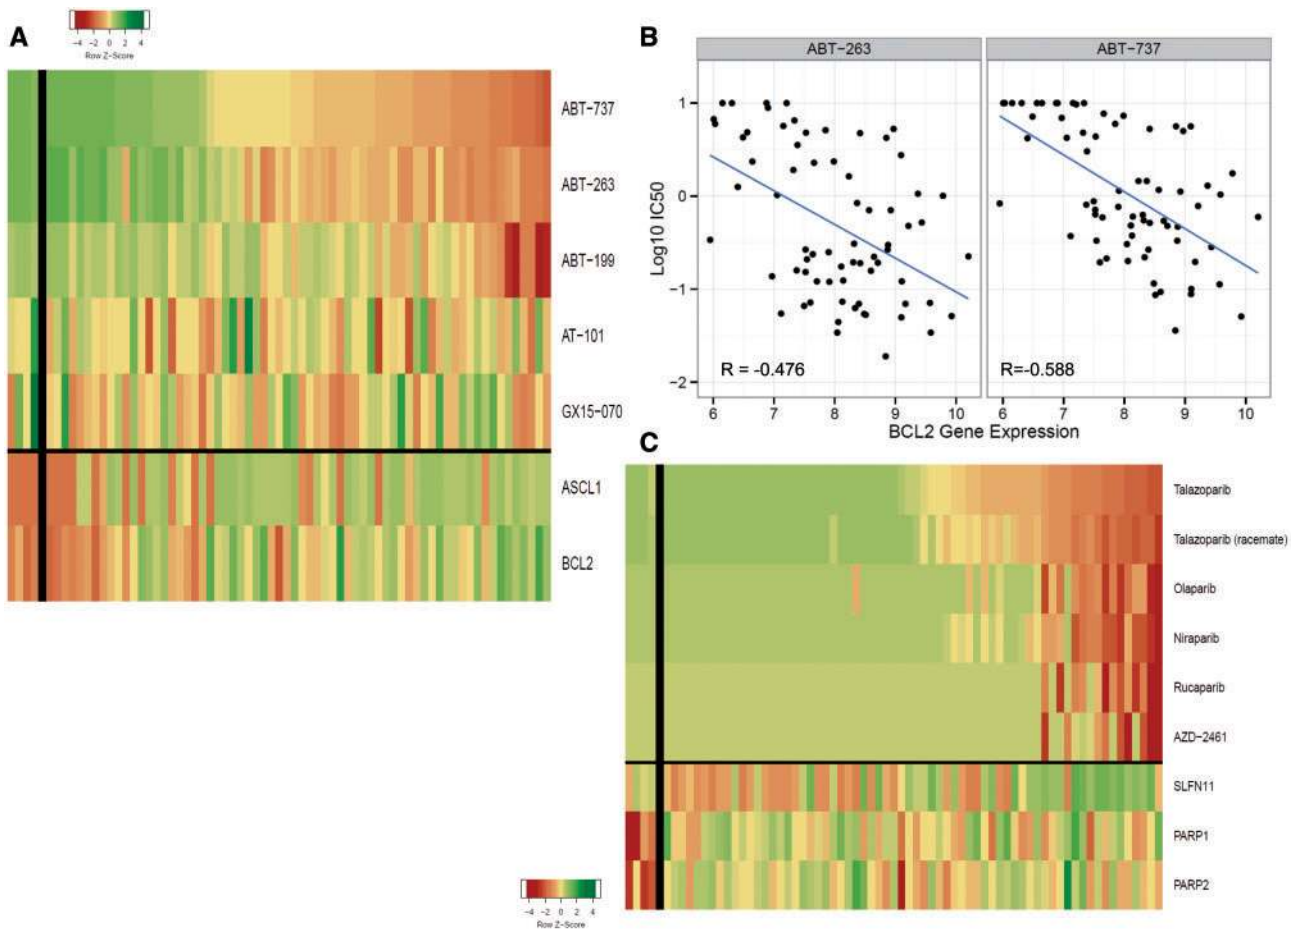 A
−4 −2 0 2 4
Row Z−Score
ABT−737
ABT−263
ABT−199
AT−101
GX15−070
ASCL1
BCL2
B
ABT−263
ABT−737
Log10 IC50
1
0
−1
−2
R = -0.476
R=-0.588
6 7 8 9 10
6 7 8 9 10
BCL2 Gene Expression
C
Talazoparib
Talazoparib (racemate)
Olaparib
Niraparib
Rucaparib
AZD−2461
SLFN11
PARP1
PARP2
−4 −2 0 2 4
Row Z−Score